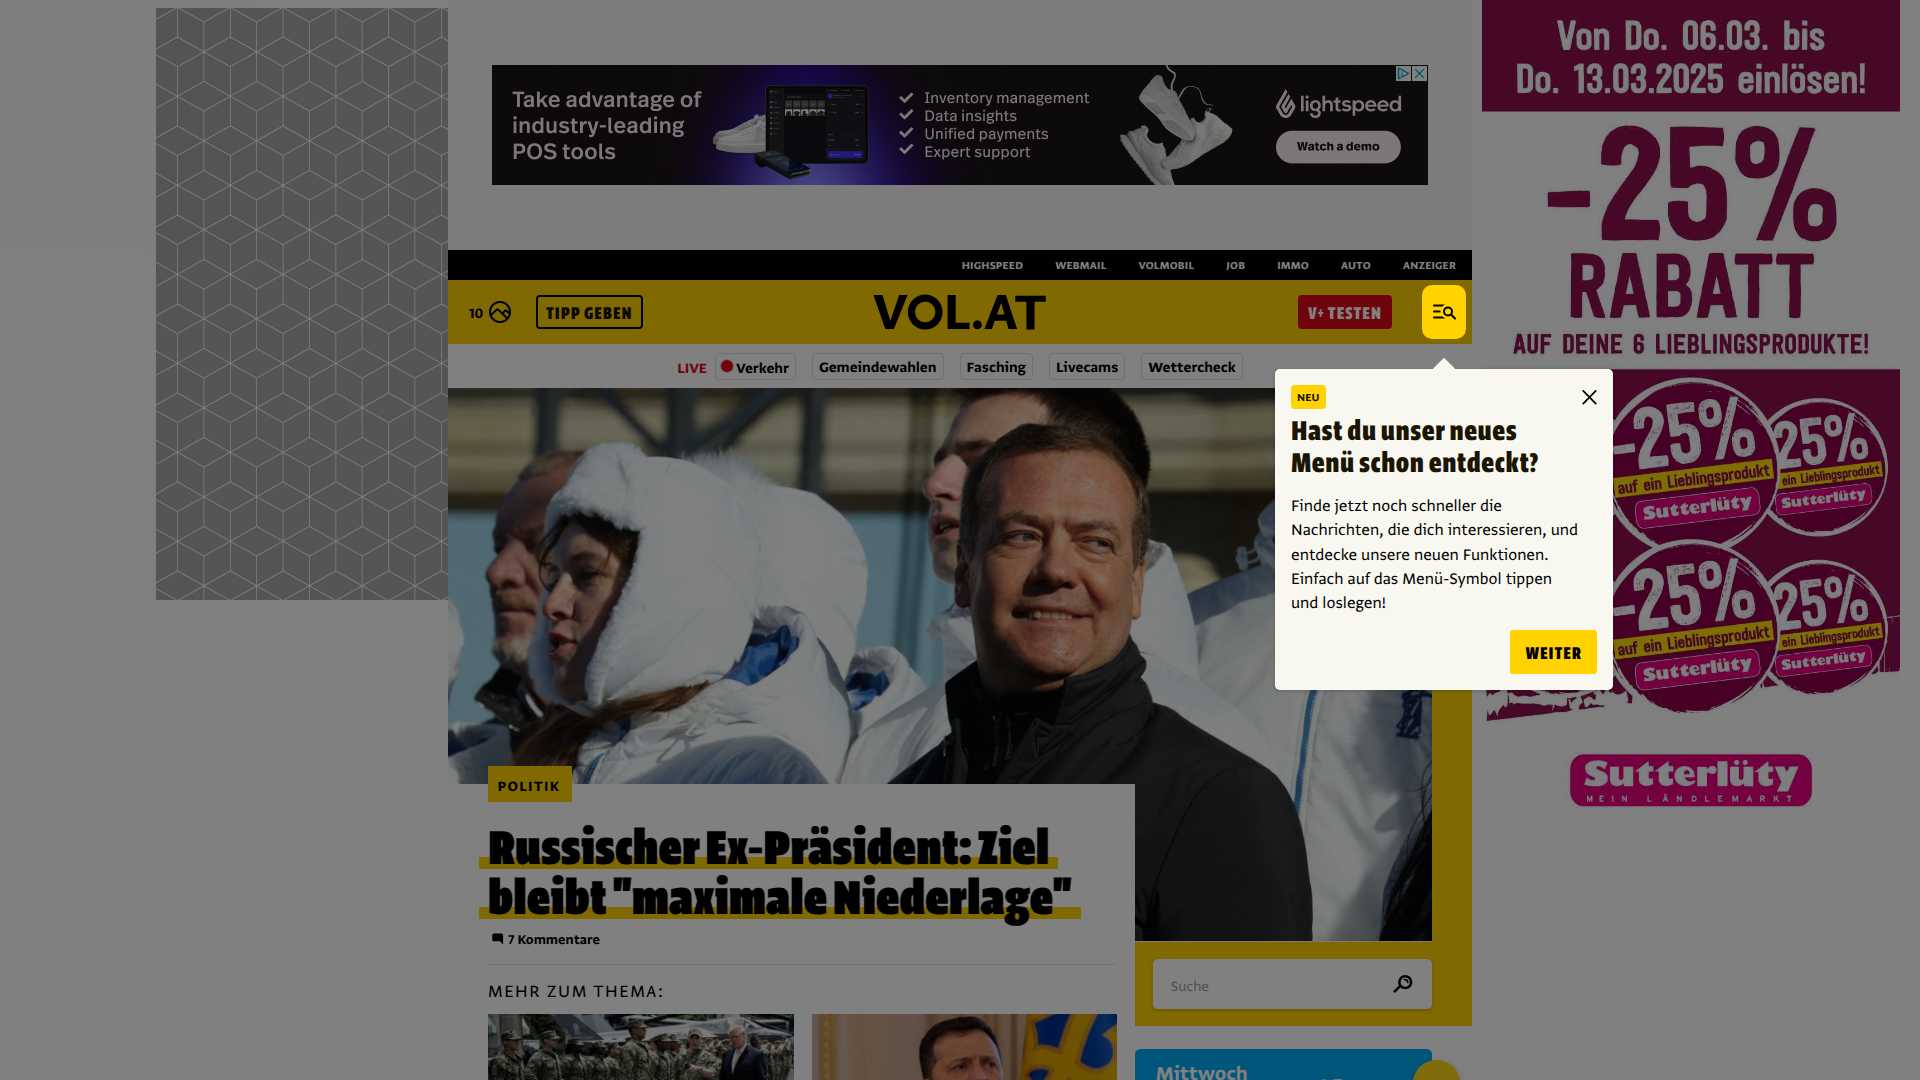 Take advantage of
industry-leading
POS tools
Inventory management
Data insights
Unified payments
Expert support
lightspeed
Watch a demo
Von Do. 06.03. bis
Do. 13.03.2025 einlösen!
-25%
RABATT
AUF DEINE 6 LIEBLINGSPRODUKTE!
HIGHSPEED
WEBMAIL
VOLMOBIL
JOB
IMMO
AUTO
ANZEIGER
10
TIPP GEBEN
VOL.AT
V+ TESTEN
LIVE
Verkehr
Gemeindewahlen
Fasching
Livecams
Wettercheck
NEU
Hast du unser neues
Menü schon entdeckt?
Finde jetzt noch schneller die
Nachrichten, die dich interessieren, und
entdecke unsere neuen Funktionen.
Einfach auf das Menü-Symbol tippen
und loslegen!
WEITER
-25%
auf ein Lieblingsprodukt
Sutterlüty
25%
ein Lieblingsprodukt
Sutterlüty
-25%
auf ein Lieblingsprodukt
Sutterlüty
25%
ein Lieblingsprodukt
Sutterlüty
Sutterlüty
MEIN LÄNDLEMARKT
POLITIK
Russischer Ex-Präsident: Ziel
bleibt "maximale Niederlage"
7 Kommentare
MEHR ZUM THEMA:
Suche
Mittwoch